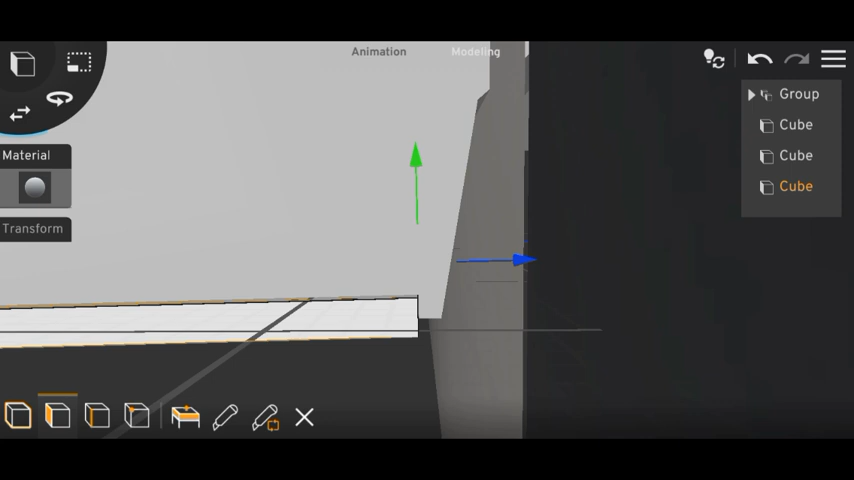 Animation
Modeling
Group
Cube
Material
Cube
Cube
Transform